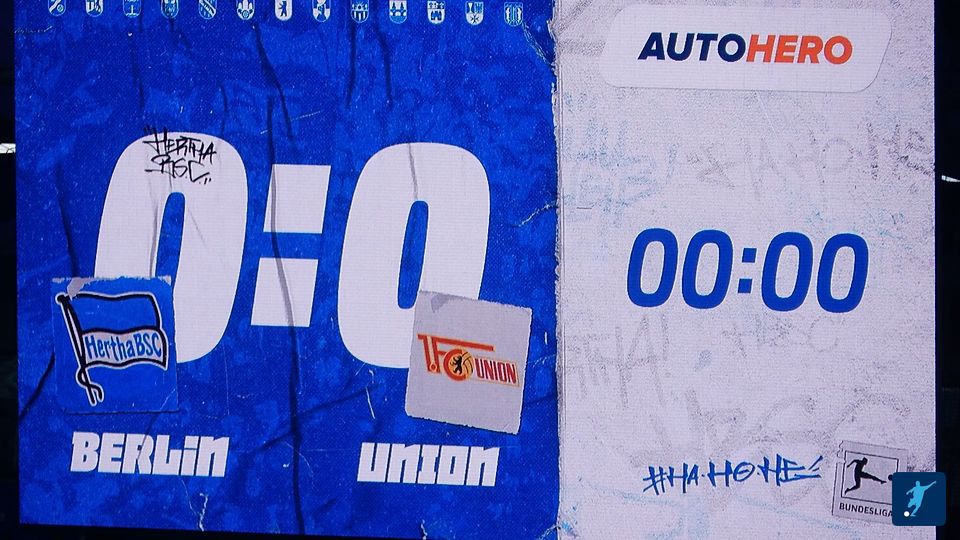 AUTOHERO
HERTHA
BSC
0:0
00:00
HerthaBSC
1.FC UNION
BERLIN
UNION
#HA·HO·HE
BUNDESLIGA